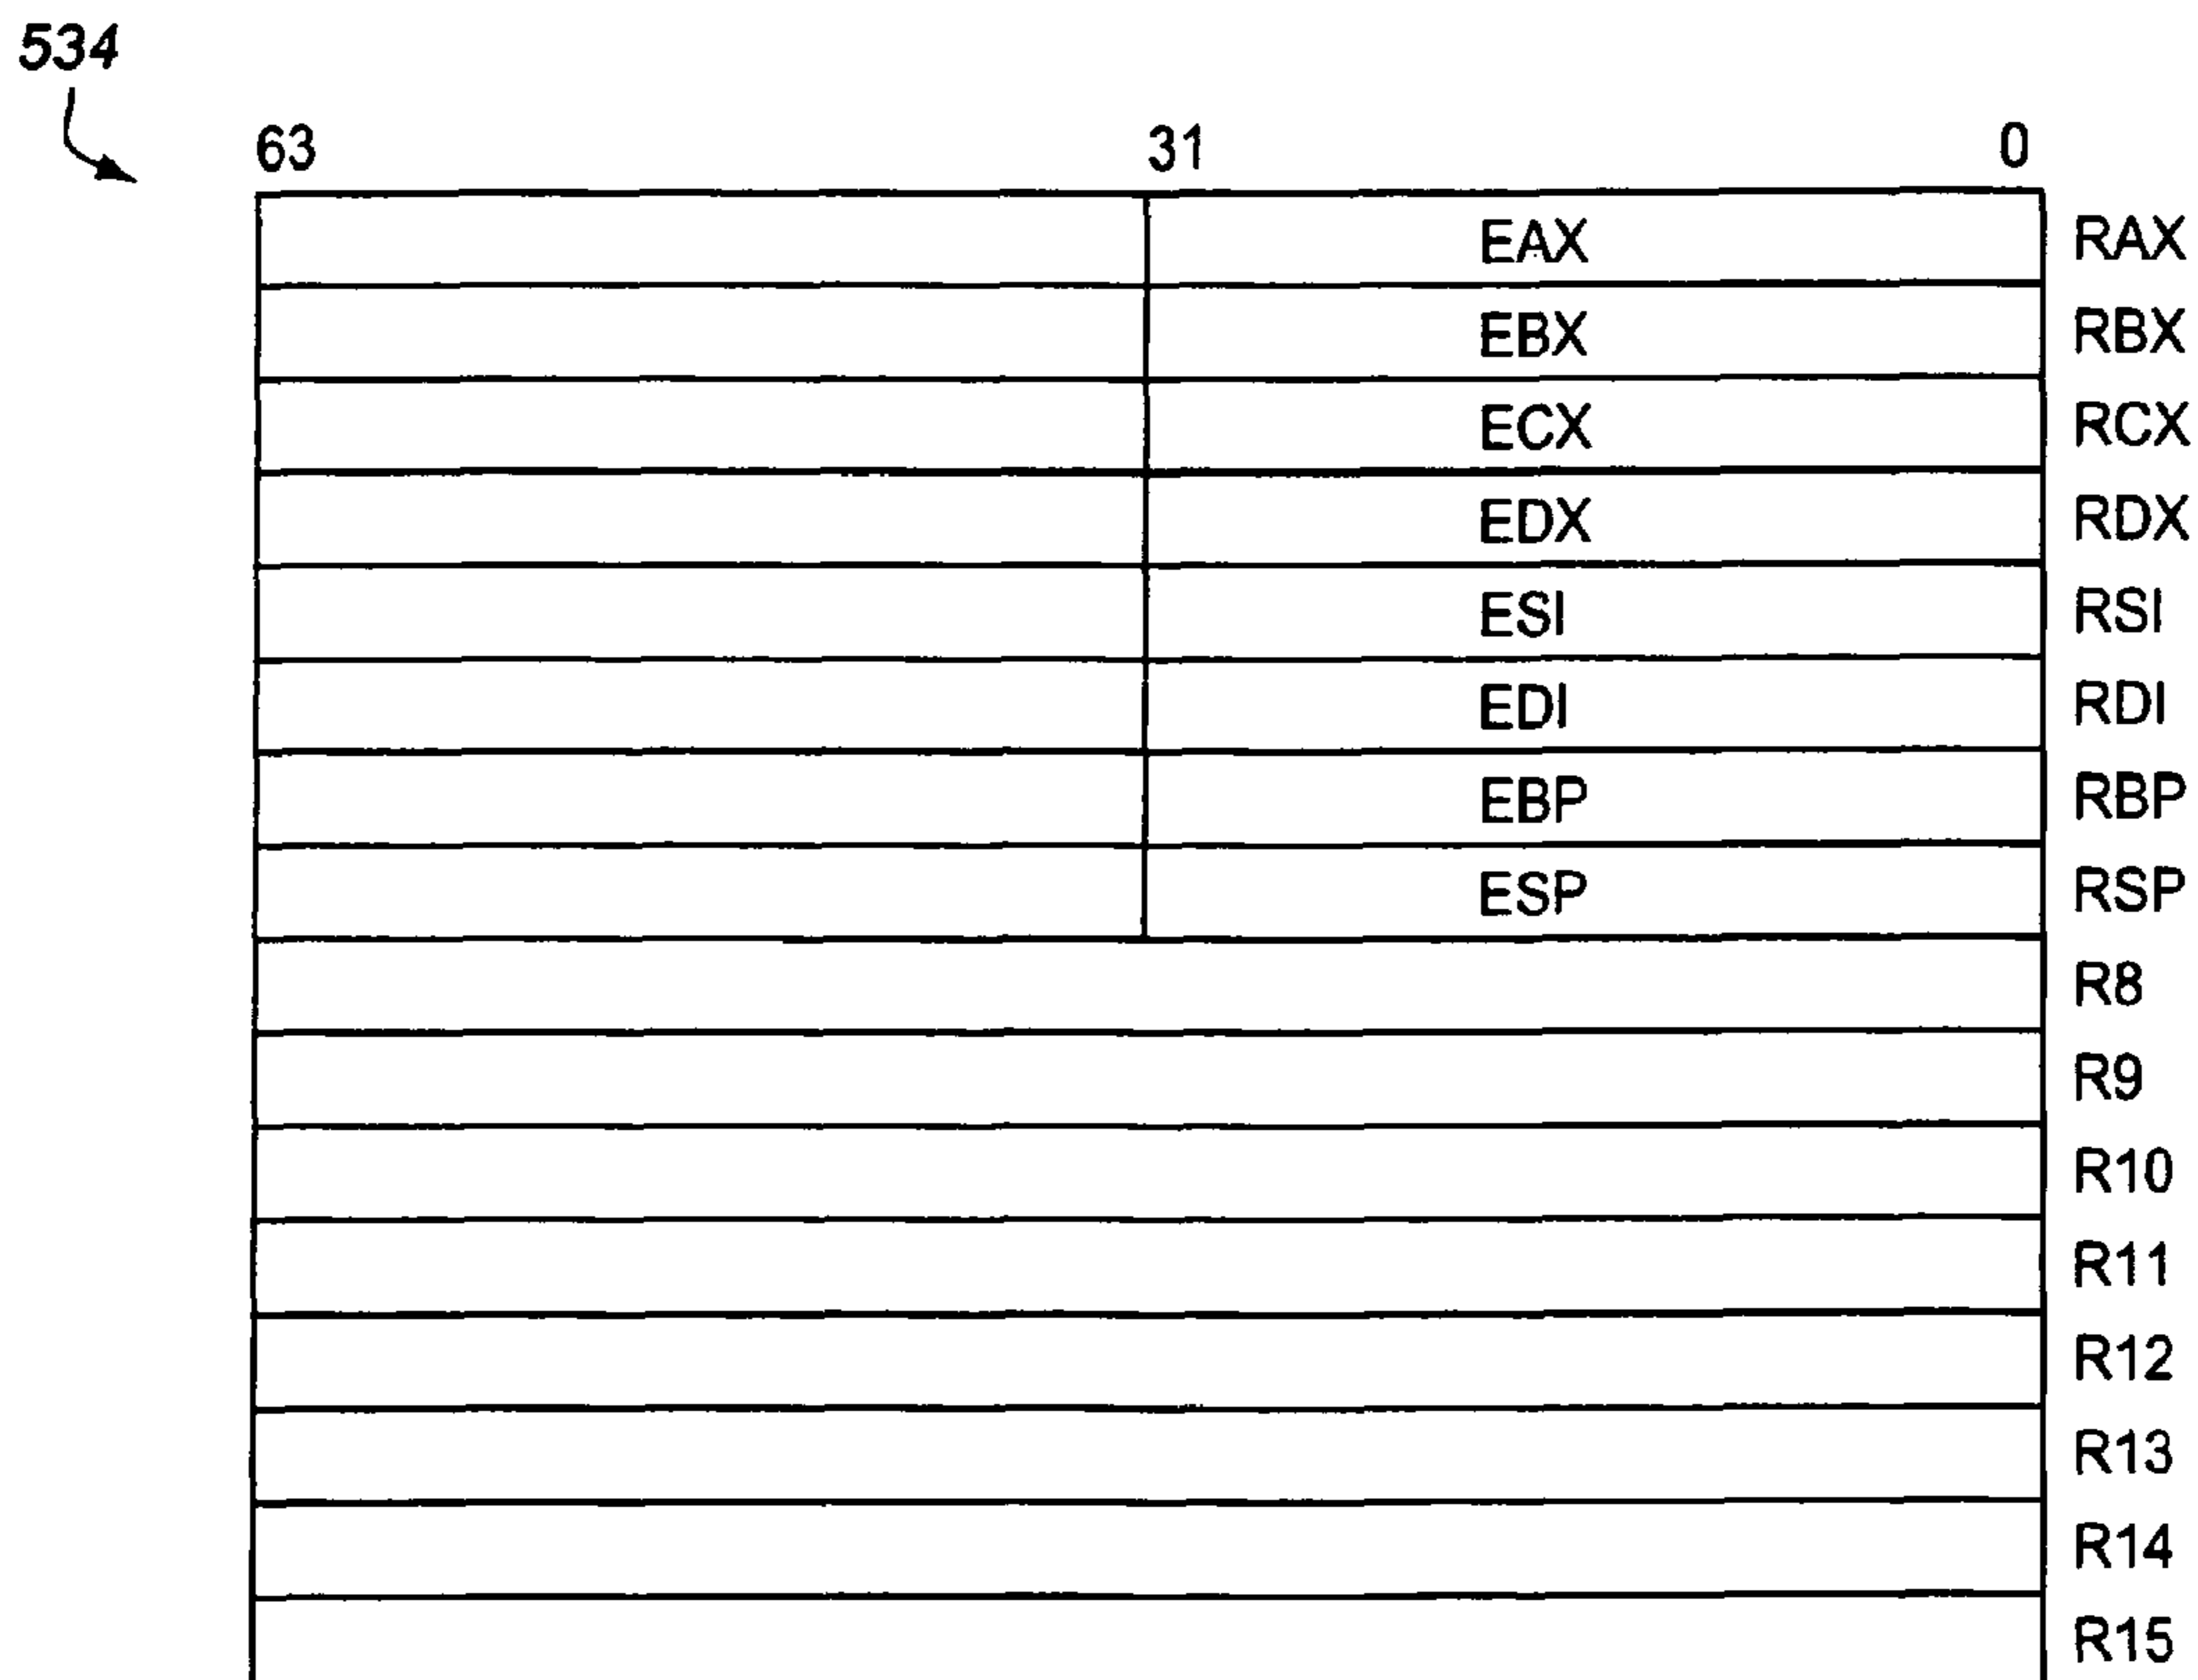 534
63 31 0
EAX RAX
EBX RBX
ECX RCX
EDX RDX
ESI RSI
EDI RDI
EBP RBP
ESP RSP
R8
R9
R10
R11
R12
R13
R14
R15